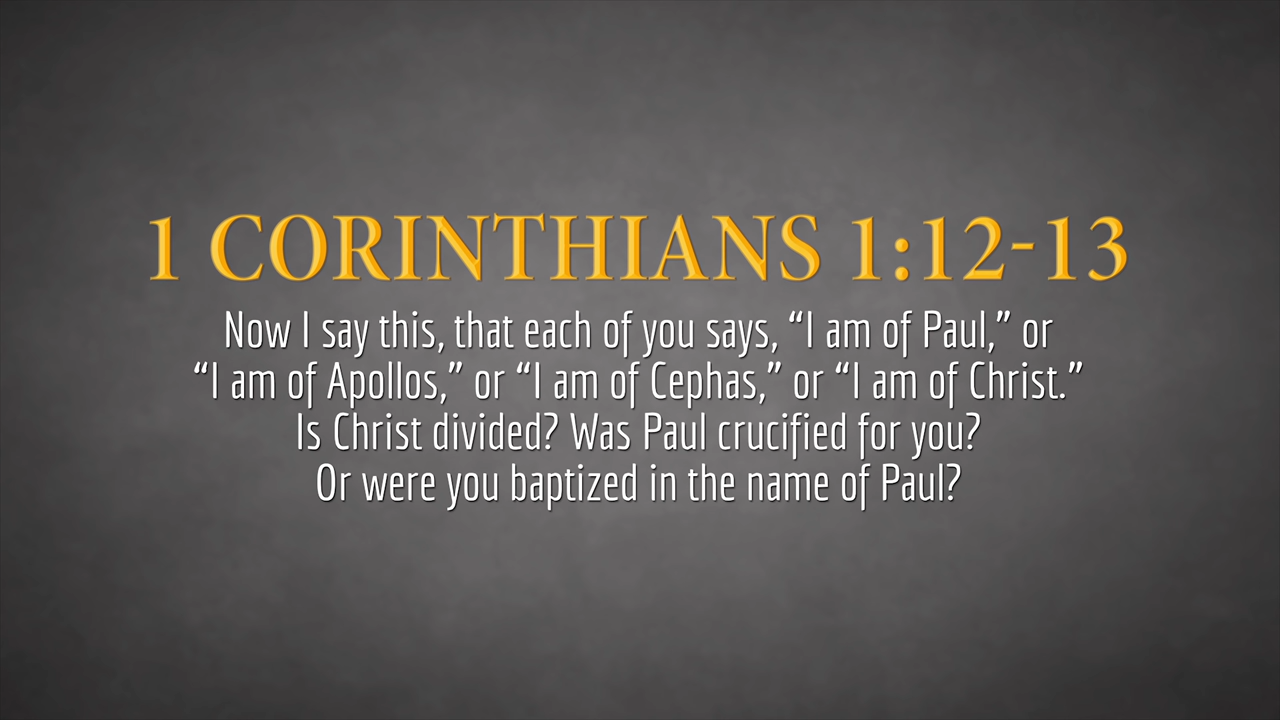 1 CORINTHIANS 1:12-13
Now I say this, that each of you says, “I am of Paul,” or
“I am of Apollos,” or “I am of Cephas,” or “I am of Christ.”
Is Christ divided? Was Paul crucified for you?
Or were you baptized in the name of Paul?